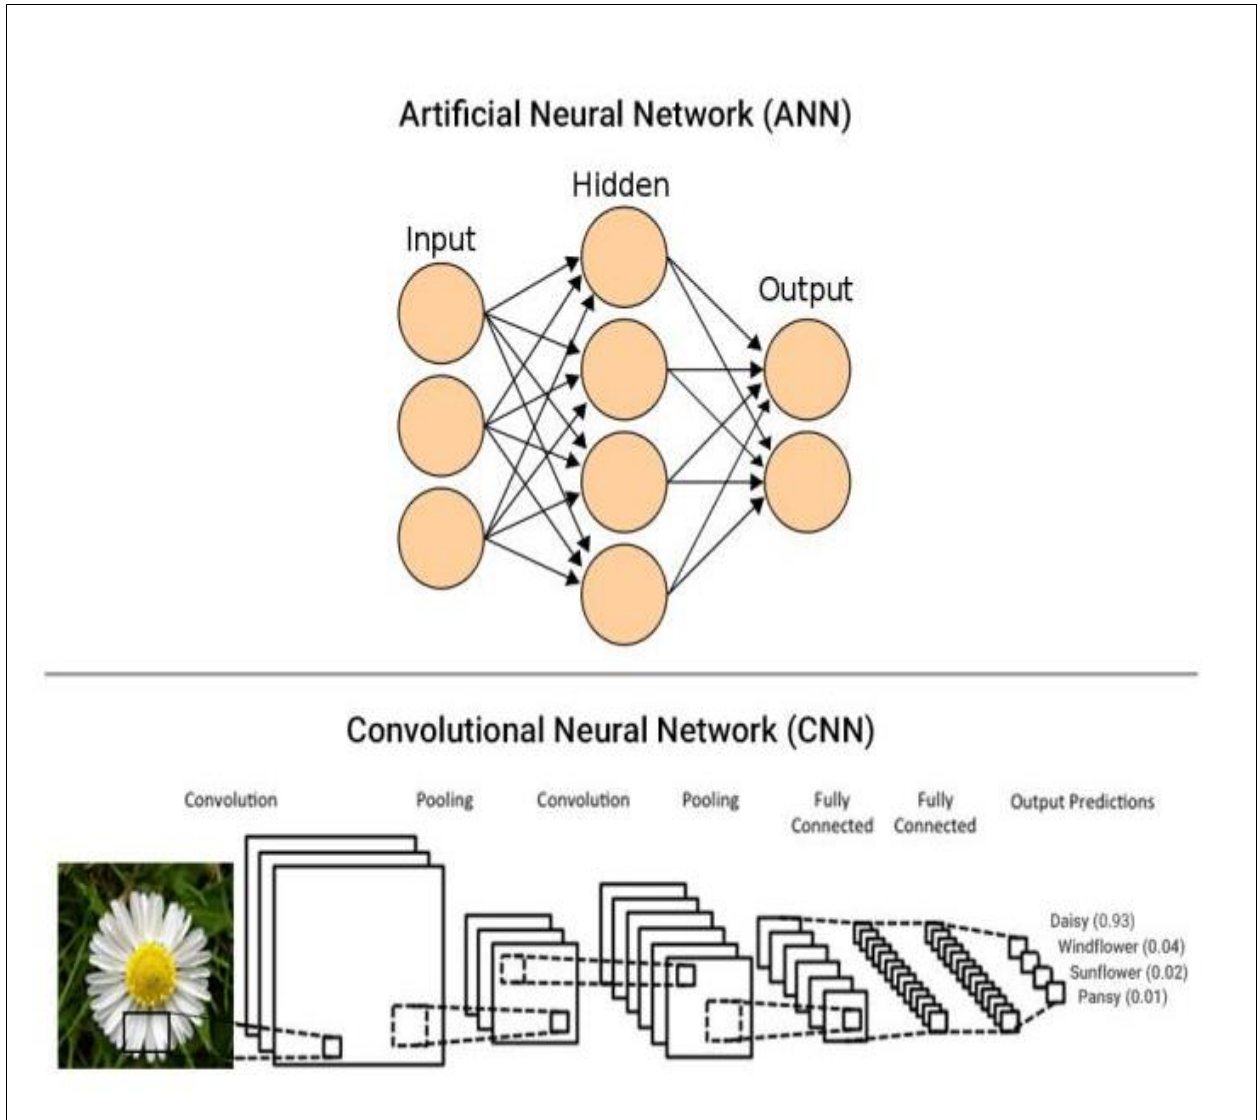 Artificial Neural Network (ANN)
Hidden
Input
Output
Convolutional Neural Network (CNN)
Convolution
Pooling
Convolution
Pooling
Fully
Connected
Fully
Connected
Output Predictions
Daisy (0.93)
Windflower (0.04)
Sunflower (0.02)
Pansy (0.01)